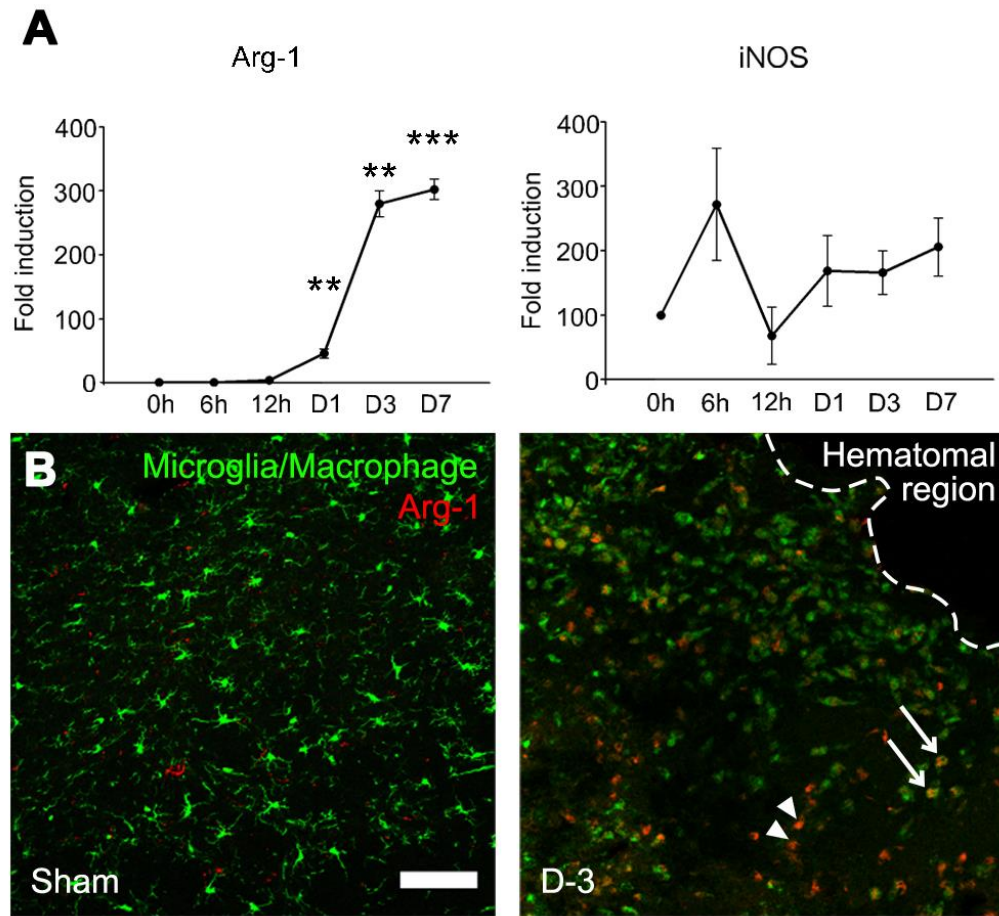 A
Arg-1
400
300
200
100
0
Fold induction
**
**
***
0h 6h 12h D1 D3 D7
iNOS
400
300
200
100
0
Fold induction
0h 6h 12h D1 D3 D7
B
Microglia/Macrophage
Arg-1
Sham
Hematomal
region
D-3